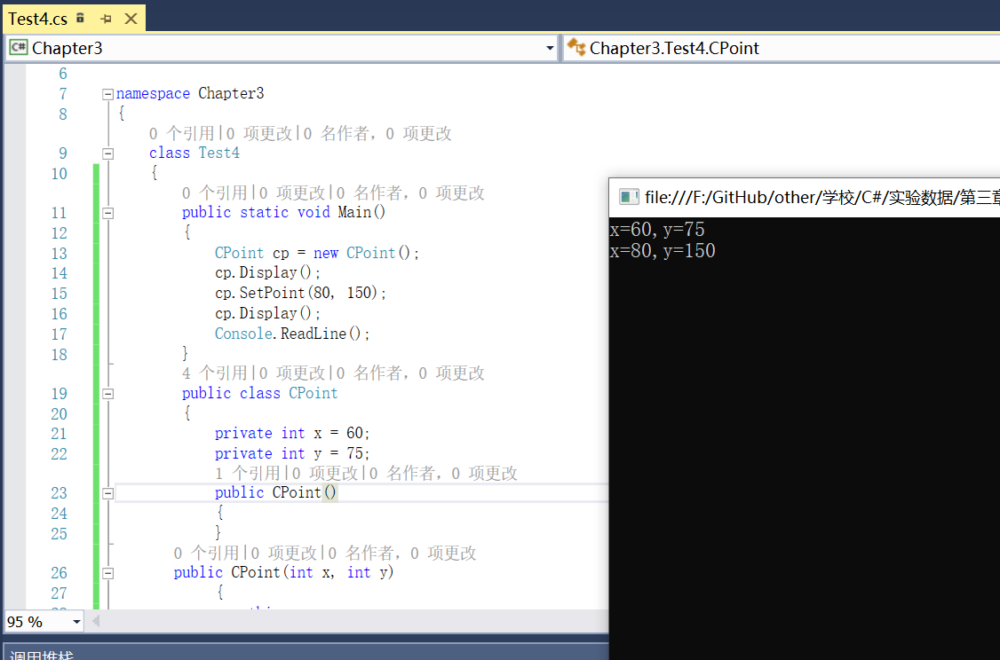 Test4.cs
C# Chapter3
Chapter3.Test4.CPoint
6
7 namespace Chapter3
8 {
0 个引用|0 项更改|0 名作者, 0 项更改
9 class Test4
10 {
0 个引用|0 项更改|0 名作者, 0 项更改
11 public static void Main()
12 {
13 CPoint cp = new CPoint();
14 cp.Display();
15 cp.SetPoint(80, 150);
16 cp.Display();
17 Console.ReadLine();
18 }
4 个引用|0 项更改|0 名作者, 0 项更改
19 public class CPoint
20 {
21 private int x = 60;
22 private int y = 75;
1 个引用|0 项更改|0 名作者, 0 项更改
23 public CPoint()
24 {
25 }
0 个引用|0 项更改|0 名作者, 0 项更改
26 public CPoint(int x, int y)
27 {
95 %
调用堆栈
file:///F:/GitHub/other/学校/C#/实验数据/第三章
x=60,y=75
x=80,y=150